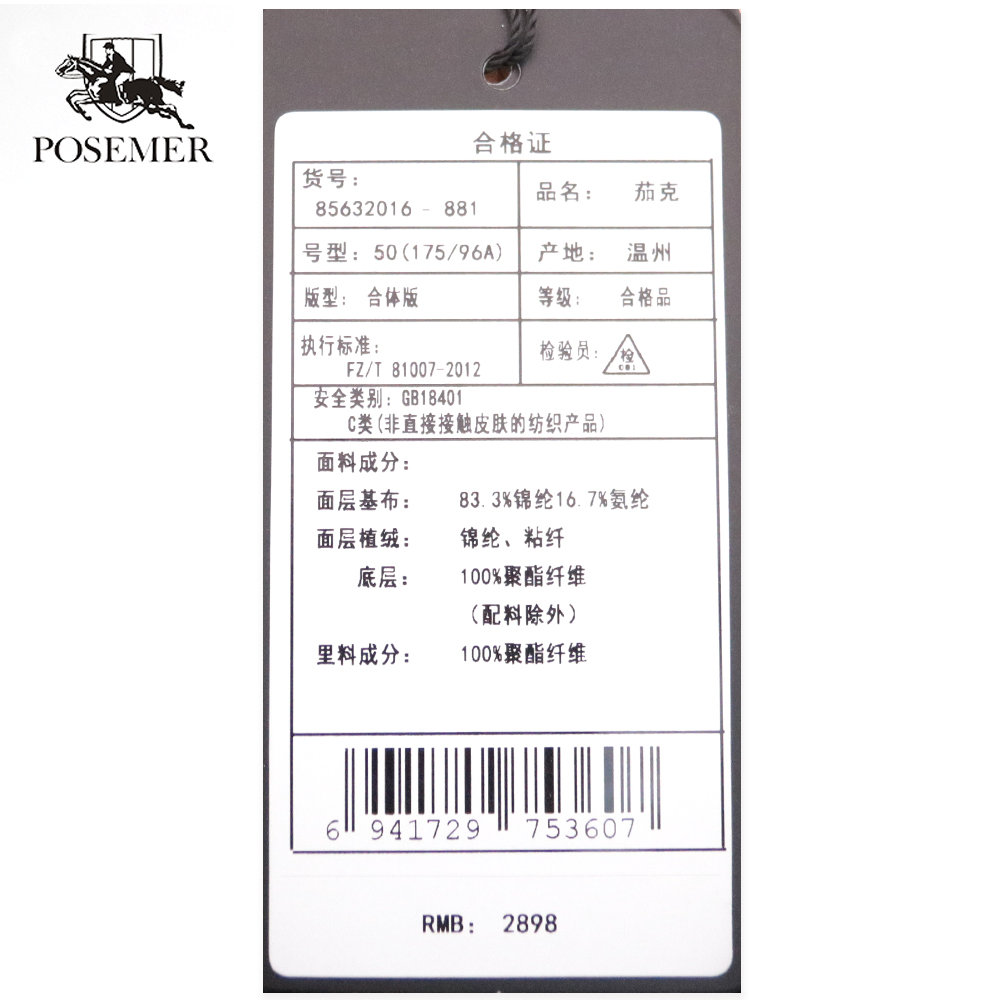 POSEMER
合格证
货号：
85632016 - 881
品名： 茄克
号型：50(175/96A)
产地： 温州
版型： 合体版
等级： 合格品
执行标准：
FZ/T 81007-2012
检验员：
检
C01
安全类别：GB18401
C类(非直接接触皮肤的纺织产品)
面料成分：
面层基布： 83.3%锦纶16.7%氨纶
面层植绒： 锦纶、粘纤
底层： 100%聚酯纤维
（配料除外）
里料成分： 100%聚酯纤维
6 941729 753607
RMB： 2898